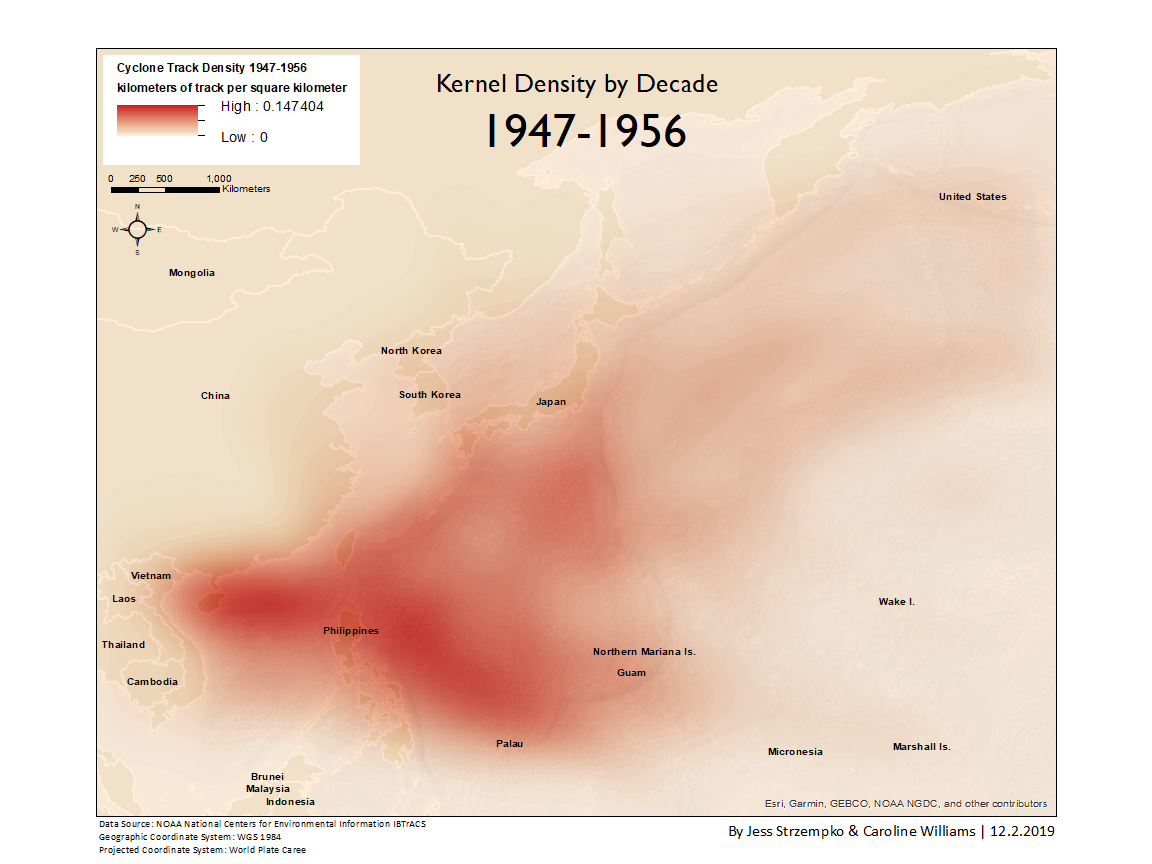 Cyclone Track Density 1947-1956
kilometers of track per square kilometer
High : 0.147404
Low : 0
Kernel Density by Decade
1947-1956
0 250 500 1,000
Kilometers
N
W E
S
United States
Mongolia
North Korea
China
South Korea
Japan
Vietnam
Laos
Wake I.
Philippines
Thailand
Northern Mariana Is.
Guam
Cambodia
Palau
Micronesia
Marshall Is.
Brunei
Malaysia
Indonesia
Esri, Garmin, GEBCO, NOAA NGDC, and other contributors
Data Source: NOAA National Centers for Environmental Information IBTrACS
Geographic Coordinate System: WGS 1984
Projected Coordinate System: World Plate Caree
By Jess Strzempko & Caroline Williams | 12.2.2019